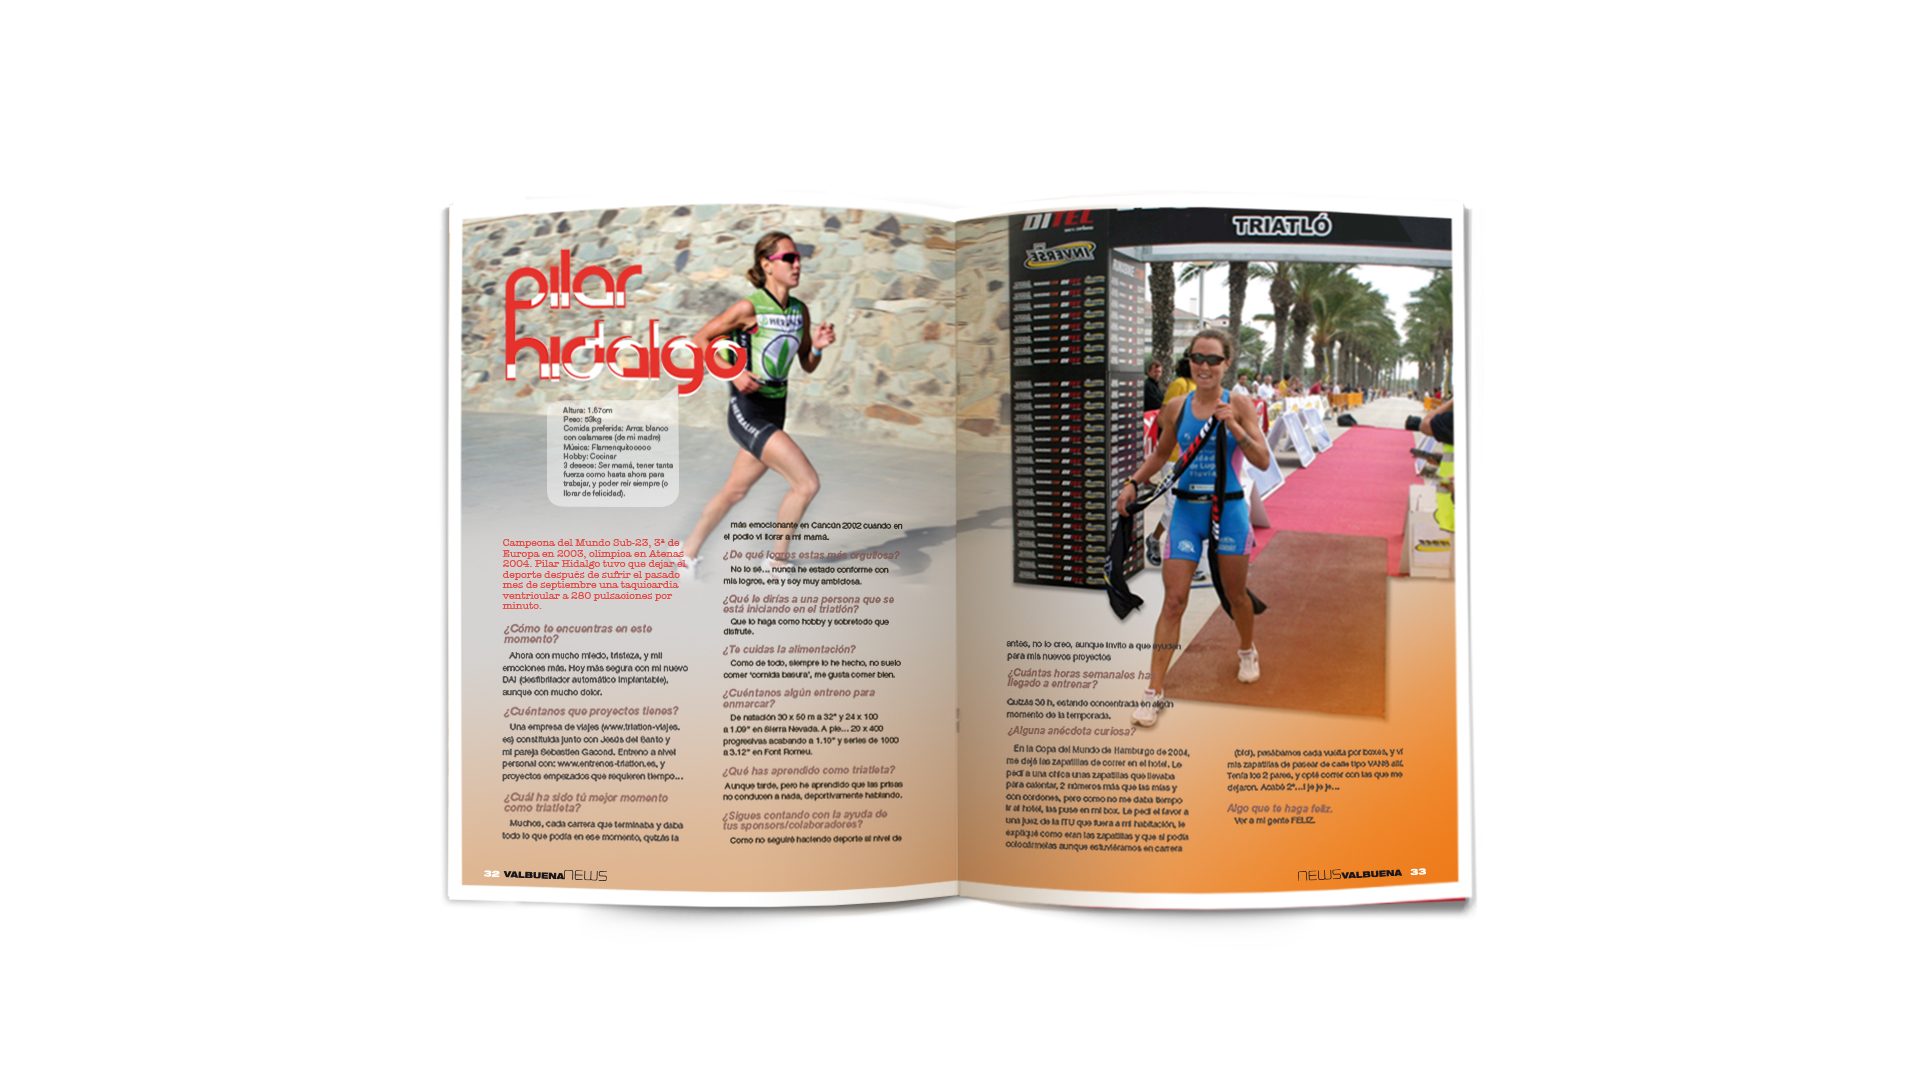 pilar
hidalgo
Altura: 1,67cm
Peso: 53kg
Comida preferida: Arroz blanco
con calamares (de mi madre)
Música: Flamenquitooooo
Hobby: Cocinar
3 deseos: Ser mamá, tener tanta
fuerza como hasta ahora para
trabajar, y poder reir siempre (o
llorar de felicidad).
Campeona del Mundo Sub-23, 3ª de
Europa en 2003, olímpica en Atenas
2004. Pilar Hidalgo tuvo que dejar el
deporte después de sufrir el pasado
mes de septiembre una taquicardia
ventricular a 280 pulsaciones por
minuto.
¿Cómo te encuentras en este
momento?
Ahora con mucho miedo, tristeza, y mil
emociones más. Hoy más segura con mi nuevo
DAI (desfibrilador automático implantable),
aunque con mucho dolor.
¿Cuéntanos que proyectos tienes?
Una empresa de viajes (www.triatlon-viajes.
es) constituida junto con Jesús del Santo y
mi pareja Sebastien Gacond. Entreno a nivel
personal con: www.entrenos-triatlon.es, y
proyectos empezados que requieren tiempo...
¿Cuál ha sido tú mejor momento
como triatleta?
Muchos, cada carrera que terminaba y daba
todo lo que podía en ese momento, quizás la
más emocionante en Cancún 2002 cuando en
el podio vi llorar a mi mamá.
¿De qué logros estas más orgullosa?
No lo sé... nunca he estado conforme con
mis logros, era y soy muy ambiciosa.
¿Qué le dirías a una persona que se
está iniciando en el triatlón?
Que lo haga como hobby y sobretodo que
disfrute.
¿Te cuidas la alimentación?
Como de todo, siempre lo he hecho, no suelo
comer 'comida basura', me gusta comer bien.
¿Cuéntanos algún entreno para
enmarcar?
De natación 30 x 50 m a 32" y 24 x 100
a 1.09" en Sierra Nevada. A pie... 20 x 400
progresivas acabando a 1.10" y series de 1000
a 3.12" en Font Romeu.
¿Qué has aprendido como triatleta?
Aunque tarde, pero he aprendido que las prisas
no conducen a nada, deportivamente hablando.
¿Sigues contando con la ayuda de
tus sponsors/colaboradores?
Como no seguiré haciendo deporte al nivel de
32 VALBUENANEWS
DITEL
INVERSE
TRIATLÓ
antes, no lo creo, aunque invito a que ayuden
para mis nuevos proyectos
¿Cuántas horas semanales has
llegado a entrenar?
Quizás 30 h, estando concentrada en algún
momento de la temporada.
¿Alguna anécdota curiosa?
En la Copa del Mundo de Hamburgo de 2004,
me dejé las zapatillas de correr en el hotel. Le
pedí a una chica unas zapatillas que llevaba
para calentar, 2 números más que las mías y
con cordones, pero como no me daba tiempo
ir al hotel, las puse en mi box. Le pedí el favor a
una juez de la ITU que fuera a mi habitación, le
expliqué como eran las zapatillas y que si podía
colocármelas aunque estuviéramos en carrera
(bici), pasábamos cada vuelta por boxes, y vi
mis zapatillas de pasear de calle tipo VANS allí.
Tenía los 2 pares, y opté correr con las que me
dejaron. Acabé 2ª...! je je je...
Algo que te haga feliz.
Ver a mi gente FELIZ.
NEWSVALBUENA 33